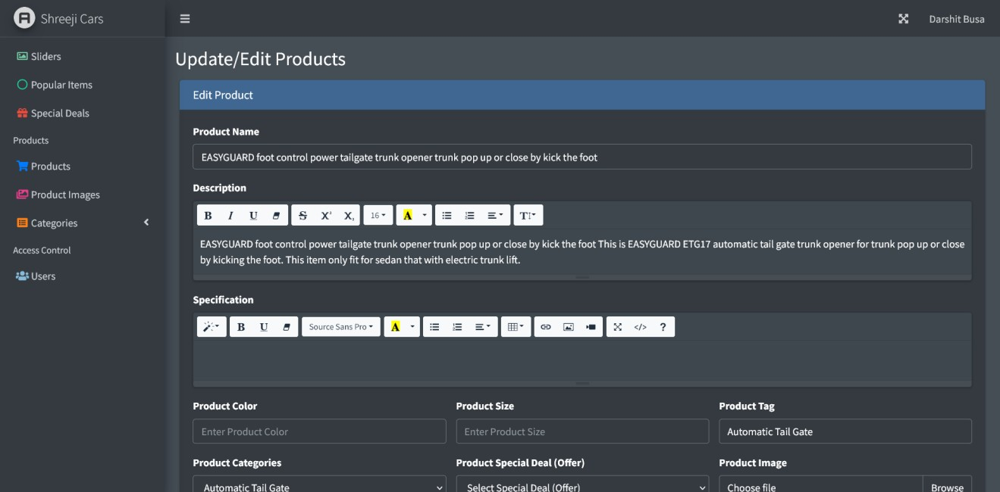 Shreeji Cars
Darshit Busa
Sliders
Popular Items
Special Deals
Products
Products
Product Images
Categories
Access Control
Users
Update/Edit Products
Edit Product
Product Name
EASYGUARD foot control power tailgate trunk opener trunk pop up or close by kick the foot
Description
B I U S X² X₂ 16 A T
EASYGUARD foot control power tailgate trunk opener trunk pop up or close by kick the foot This is EASYGUARD ETG17 automatic tail gate trunk opener for trunk pop up or close
by kicking the foot. This item only fit for sedan that with electric trunk lift.
Specification
B U Source Sans Pro A </> ?
Product Color Product Size Product Tag
Enter Product Color Enter Product Size Automatic Tail Gate
Product Categories Product Special Deal (Offer) Product Image
Automatic Tail Gate Select Special Deal (Offer) Choose file Browse